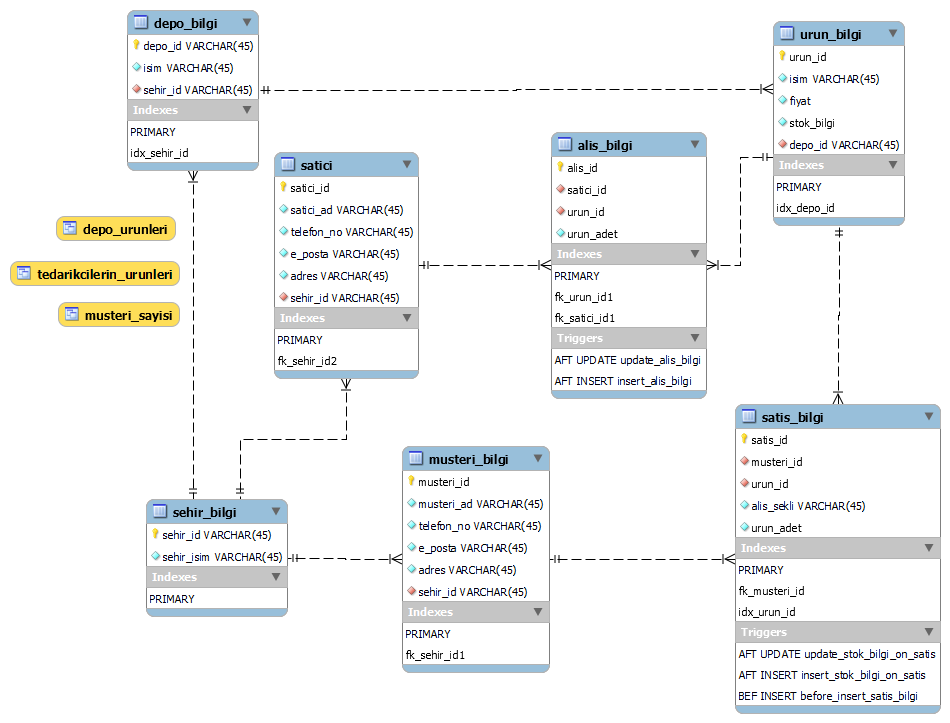 depo_bilgi
depo_id VARCHAR(45)
isim VARCHAR(45)
sehir_id VARCHAR(45)
Indexes
PRIMARY
idx_sehir_id
urun_bilgi
urun_id
isim VARCHAR(45)
fiyat
stok_bilgi
depo_id VARCHAR(45)
Indexes
PRIMARY
idx_depo_id
satici
satici_id
satici_ad VARCHAR(45)
telefon_no VARCHAR(45)
e_posta VARCHAR(45)
adres VARCHAR(45)
sehir_id VARCHAR(45)
Indexes
PRIMARY
fk_sehir_id2
alis_bilgi
alis_id
satici_id
urun_id
urun_adet
Indexes
PRIMARY
fk_urun_id1
fk_satici_id1
Triggers
AFT UPDATE update_alis_bilgi
AFT INSERT insert_alis_bilgi
depo_urunleri
tedarikcilerin_urunleri
musteri_sayisi
sehir_bilgi
sehir_id VARCHAR(45)
sehir_isim VARCHAR(45)
Indexes
PRIMARY
musteri_bilgi
musteri_id
musteri_ad VARCHAR(45)
telefon_no VARCHAR(45)
e_posta VARCHAR(45)
adres VARCHAR(45)
sehir_id VARCHAR(45)
Indexes
PRIMARY
fk_sehir_id1
satis_bilgi
satis_id
musteri_id
urun_id
alis_sekli VARCHAR(45)
urun_adet
Indexes
PRIMARY
fk_musteri_id
idx_urun_id
Triggers
AFT UPDATE update_stok_bilgi_on_satis
AFT INSERT insert_stok_bilgi_on_satis
BEF INSERT before_insert_satis_bilgi